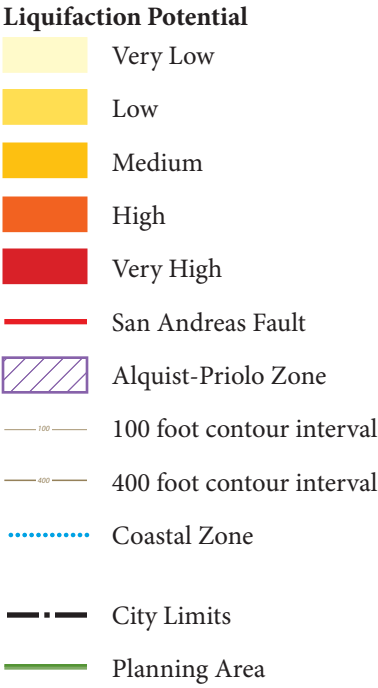 Liquifaction Potential
Very Low
Low
Medium
High
Very High
San Andreas Fault
Alquist-Priolo Zone
100 100 foot contour interval
400 400 foot contour interval
Coastal Zone
City Limits
Planning Area